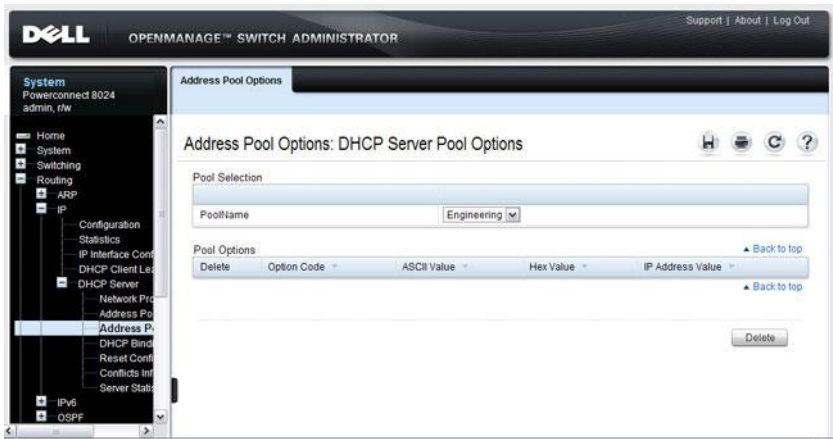 Support | About | Log Out
DELL
OPENMANAGE™ SWITCH ADMINISTRATOR
System
Powerconnect 8024
admin, r/w
Home
System
Switching
Routing
ARP
IP
Configuration
Statistics
IP Interface Conf
DHCP Client Le
DHCP Server
Network Pro
Address Po
Address P
DHCP Bind
Reset Confi
Conflicts Inf
Server Statis
IPv6
OSPF
Address Pool Options
Address Pool Options: DHCP Server Pool Options
Pool Selection
PoolName Engineering
Pool Options Back to top
Delete Option Code ASCII Value Hex Value IP Address Value
Back to top
Delete